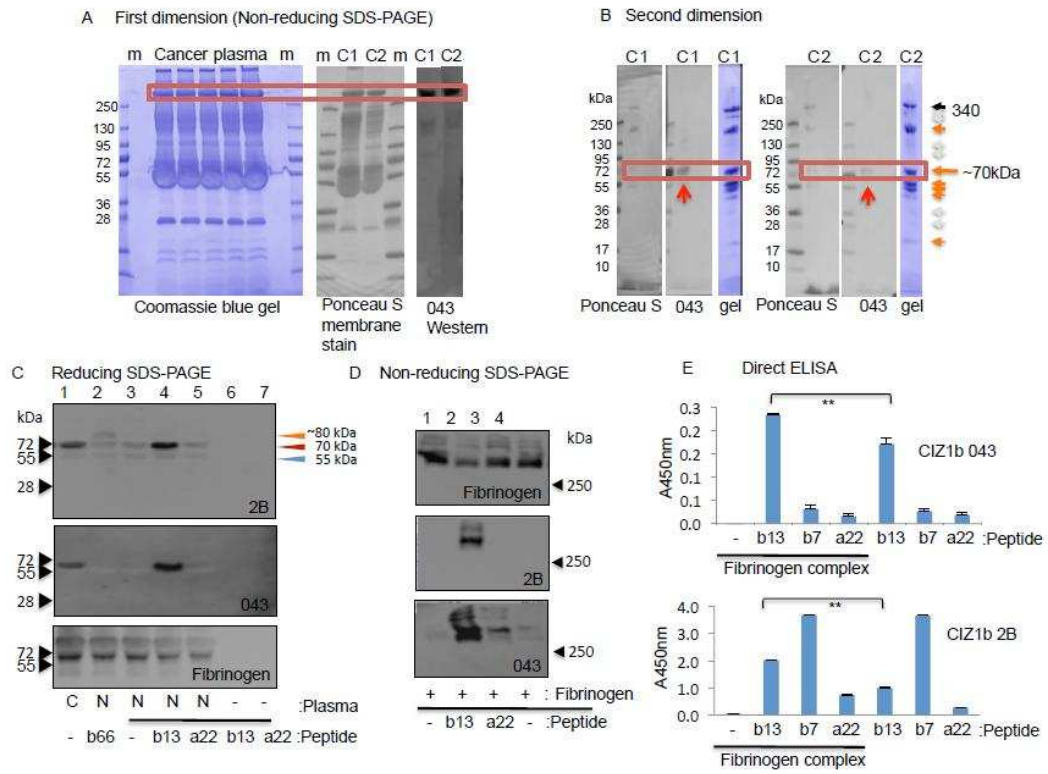 A First dimension (Non-reducing SDS-PAGE)
m Cancer plasma m
m C1 C2 m C1 C2
250
130
95
72
55
36
28
Coomassie blue gel
Ponceau S
membrane
stain
043
Western
B Second dimension
C1 C1 C1
C2 C2 C2
kDa
250
130
95
72
55
36
28
17
10
kDa
250
130
95
72
55
36
28
17
10
340
~70kDa
Ponceau S 043 gel
Ponceau S 043 gel
C Reducing SDS-PAGE
1 2 3 4 5 6 7
kDa
72
55
28
~80 kDa
70 kDa
55 kDa
2B
72
55
28
043
72
55
Fibrinogen
C N N N N - - :Plasma
- b66 - b13 a22 b13 a22 :Peptide
D Non-reducing SDS-PAGE
1 2 3 4
kDa
250
Fibrinogen
250
2B
250
043
+ + + + : Fibrinogen
- b13 a22 - :Peptide
E Direct ELISA
0.3
0.2
0.2
0.1
0.1
0.0
A450nm
**
CIZ1b 043
- b13 b7 a22 b13 b7 a22 :Peptide
Fibrinogen complex
4.0
3.0
2.0
1.0
0.0
A450nm
**
CIZ1b 2B
- b13 b7 a22 b13 b7 a22 :Peptide
Fibrinogen complex